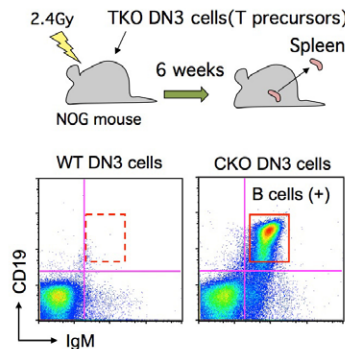 2.4Gy
TKO DN3 cells(T precursors)
Spleen
6 weeks
NOG mouse
WT DN3 cells
CKO DN3 cells
B cells (+)
CD19
IgM